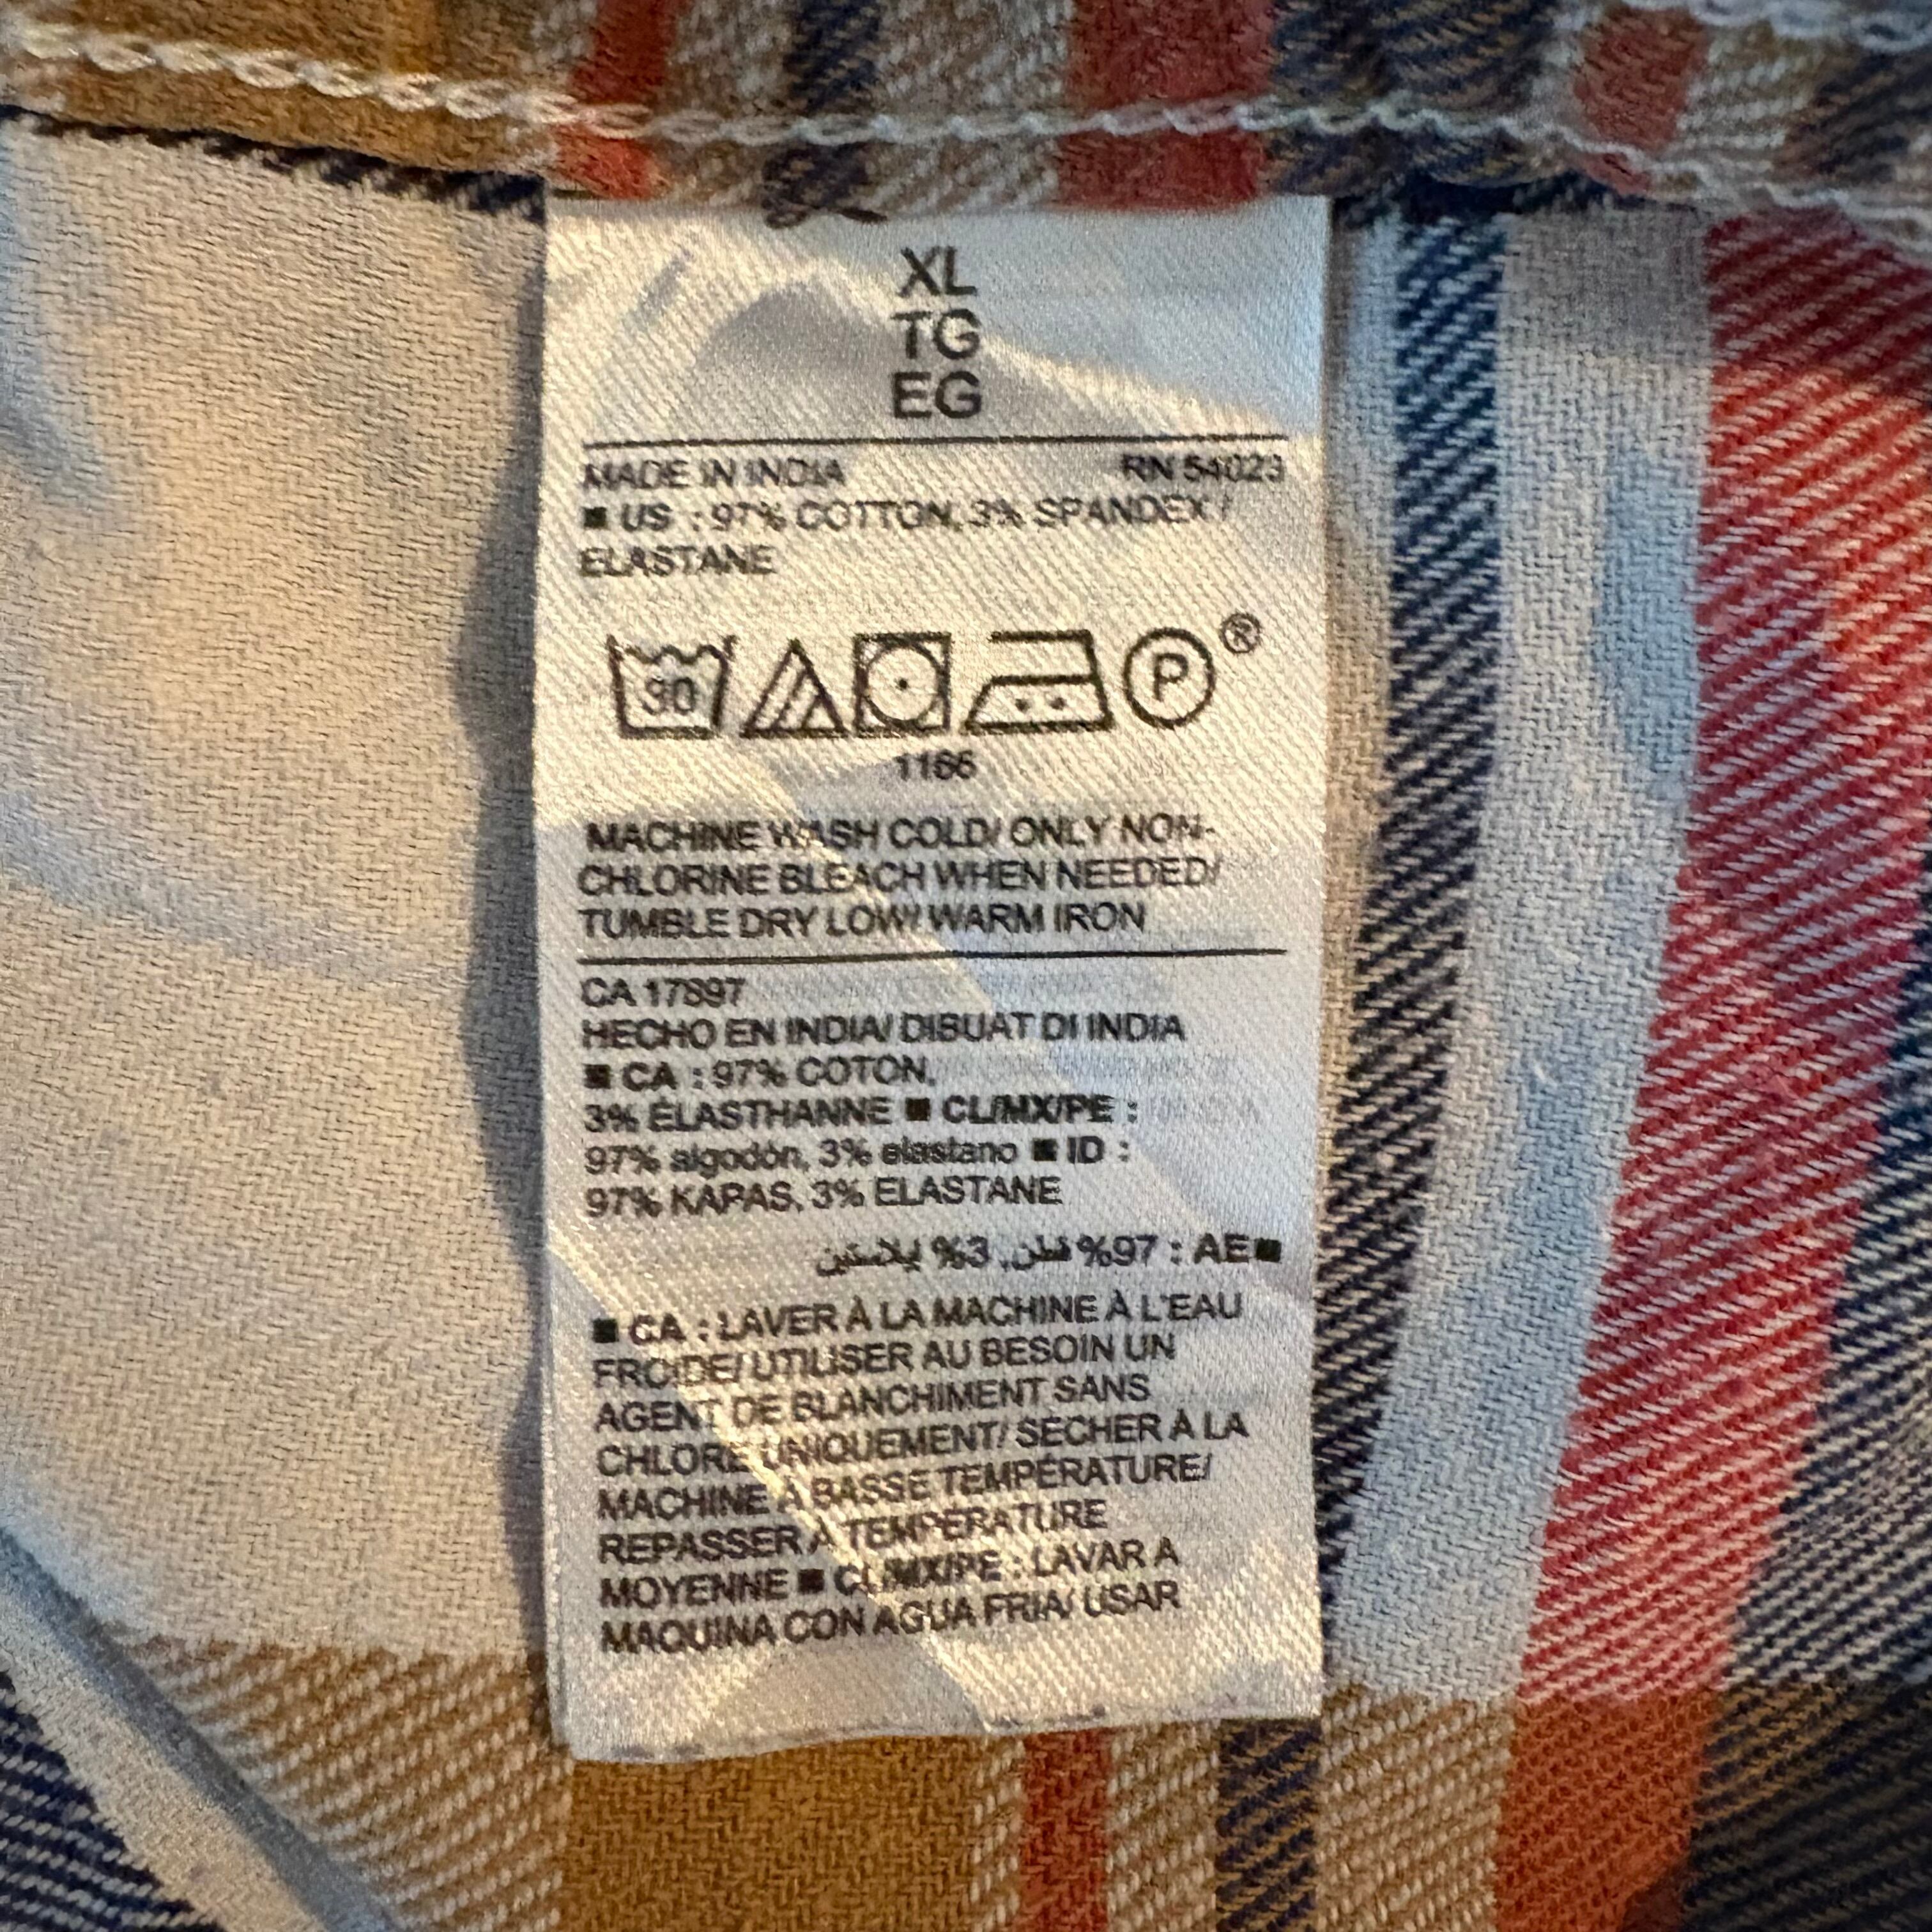 XL
TG
EG
MADE IN INDIA RN 54023
■ US : 97% COTTON, 3% SPANDEX /
ELASTANE
30 P ®
1166
MACHINE WASH COLD/ ONLY NON-
CHLORINE BLEACH WHEN NEEDED/
TUMBLE DRY LOW/ WARM IRON
CA 17897
HECHO EN INDIA/ DIBUAT DI INDIA
■ CA : 97% COTON,
3% ÉLASTHANNE ■ CL/MX/PE :
97% algodón, 3% elastano ■ ID :
97% KAPAS, 3% ELASTANE
■AE : 97% قطن, 3% إيلاستين
■ CA : LAVER À LA MACHINE À L'EAU
FROIDE/ UTILISER AU BESOIN UN
AGENT DE BLANCHIMENT SANS
CHLORE UNIQUEMENT/ SÉCHER À LA
MACHINE À BASSE TEMPÉRATURE/
REPASSER À TEMPÉRATURE
MOYENNE ■ CL/MX/PE : LAVAR A
MAQUINA CON AGUA FRIA/ USAR